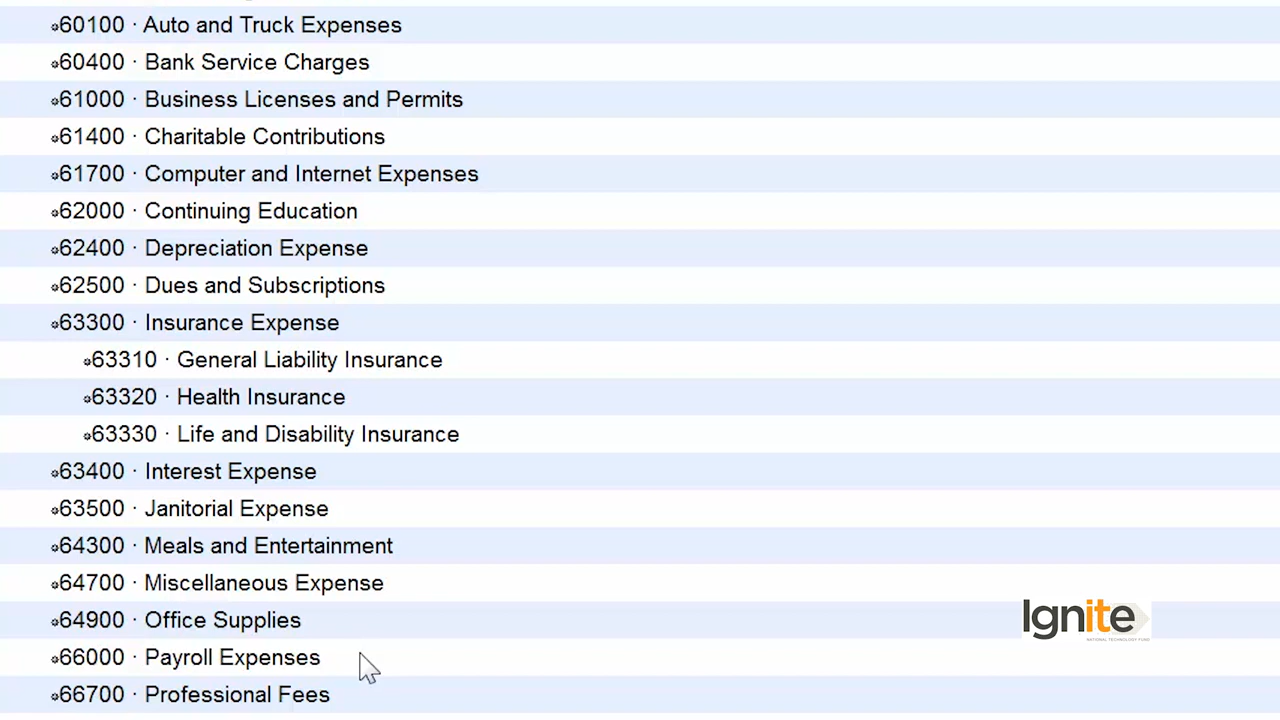 60100 · Auto and Truck Expenses
60400 · Bank Service Charges
61000 · Business Licenses and Permits
61400 · Charitable Contributions
61700 · Computer and Internet Expenses
62000 · Continuing Education
62400 · Depreciation Expense
62500 · Dues and Subscriptions
63300 · Insurance Expense
63310 · General Liability Insurance
63320 · Health Insurance
63330 · Life and Disability Insurance
63400 · Interest Expense
63500 · Janitorial Expense
64300 · Meals and Entertainment
64700 · Miscellaneous Expense
64900 · Office Supplies
66000 · Payroll Expenses
66700 · Professional Fees
Ignite
NATIONAL TECHNOLOGY FUND